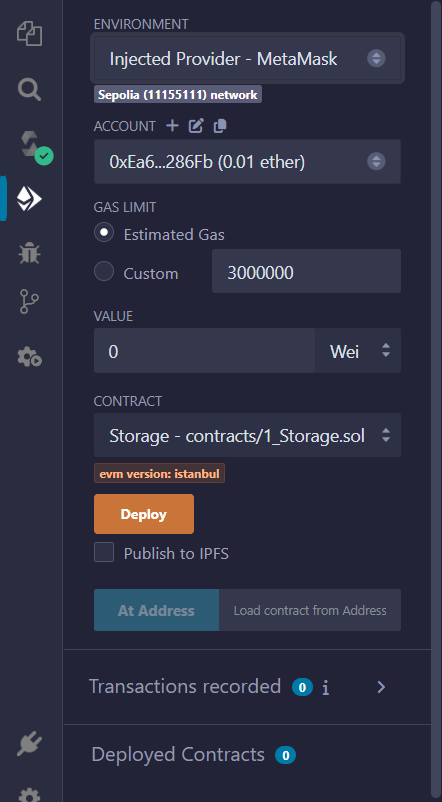 ENVIRONMENT
Injected Provider - MetaMask
Sepolia (11155111) network
ACCOUNT
0xEa6...286Fb (0.01 ether)
GAS LIMIT
Estimated Gas
Custom 3000000
VALUE
0 Wei
CONTRACT
Storage - contracts/1_Storage.sol
evm version: istanbul
Deploy
Publish to IPFS
At Address Load contract from Address
Transactions recorded 0 i
Deployed Contracts 0